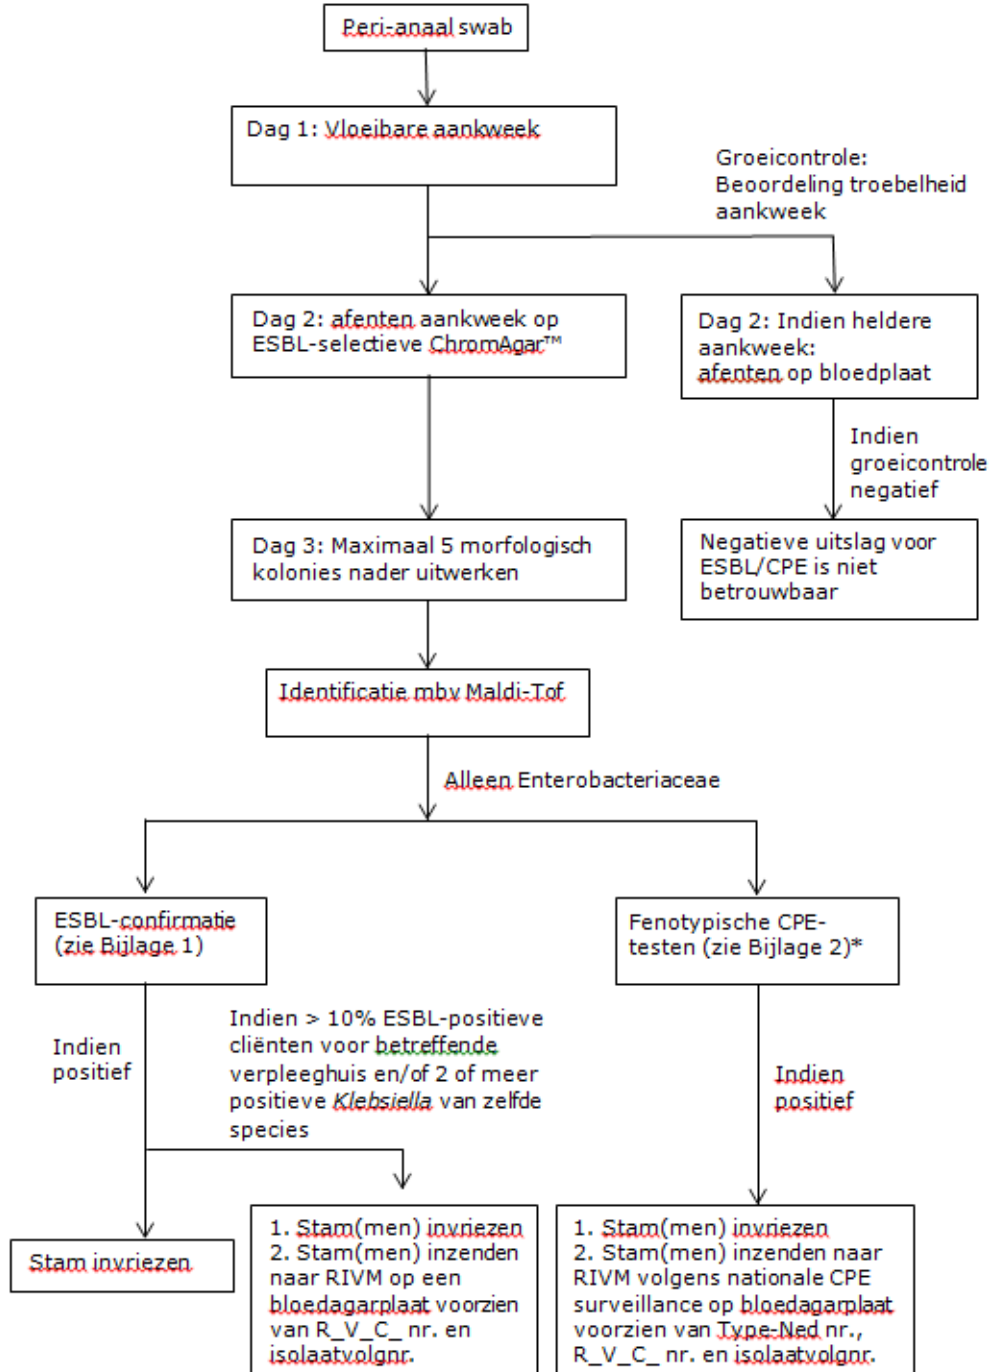 Peri-anaal swab
Dag 1: Vloeibare aankweek
Groeicontrole:
Beoordeling troebelheid
aankweek
Dag 2: afenten aankweek op
ESBL-selectieve ChromAgar™
Dag 2: Indien heldere
aankweek:
afenten op bloedplaat
Indien
groeicontrole
negatief
Dag 3: Maximaal 5 morfologisch
kolonies nader uitwerken
Negatieve uitslag voor
ESBL/CPE is niet
betrouwbaar
Identificatie mbv Maldi-Tof
Alleen Enterobacteriaceae
ESBL-confirmatie
(zie Bijlage 1)
Fenotypische CPE-
testen (zie Bijlage 2)*
Indien
positief
Indien > 10% ESBL-positieve
cliënten voor betreffende
verpleeghuis en/of 2 of meer
positieve Klebsiella van zelfde
species
Indien
positief
Stam invriezen
1. Stam(men) invriezen
2. Stam(men) inzenden
naar RIVM op een
bloedagarplaat voorzien
van R_V_C_ nr. en
isolaatvolgnr.
1. Stam(men) invriezen
2. Stam(men) inzenden naar
RIVM volgens nationale CPE
surveillance op bloedagarplaat
voorzien van Type-Ned nr.,
R_V_C_ nr. en isolaatvolgnr.